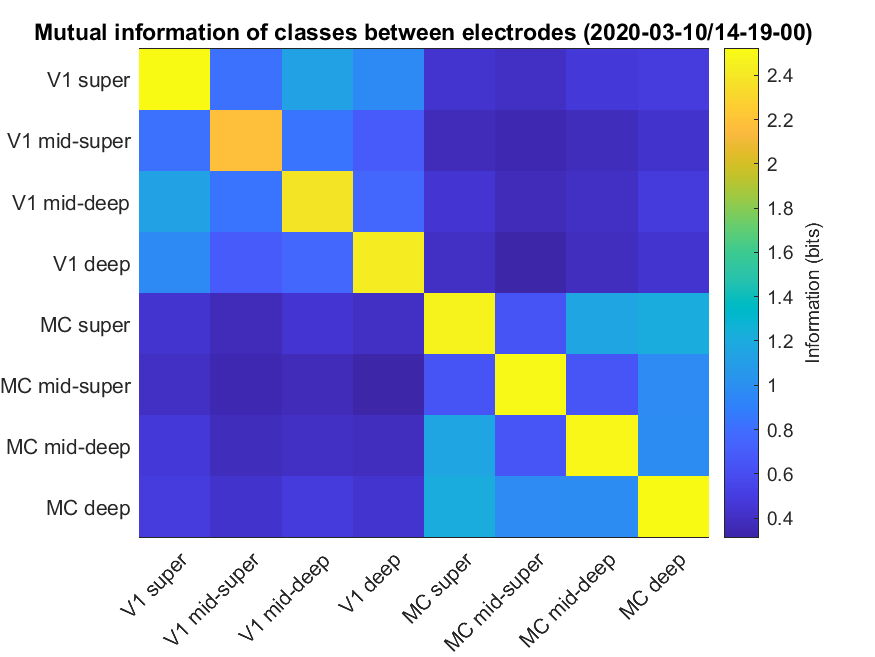 Mutual information of classes between electrodes (2020-03-10/14-19-00)
V1 super
V1 mid-super
V1 mid-deep
V1 deep
MC super
MC mid-super
MC mid-deep
MC deep
V1 super
V1 mid-super
V1 mid-deep
V1 deep
MC super
MC mid-super
MC mid-deep
MC deep
2.4
2.2
2
1.8
1.6
1.4
1.2
1
0.8
0.6
0.4
Information (bits)